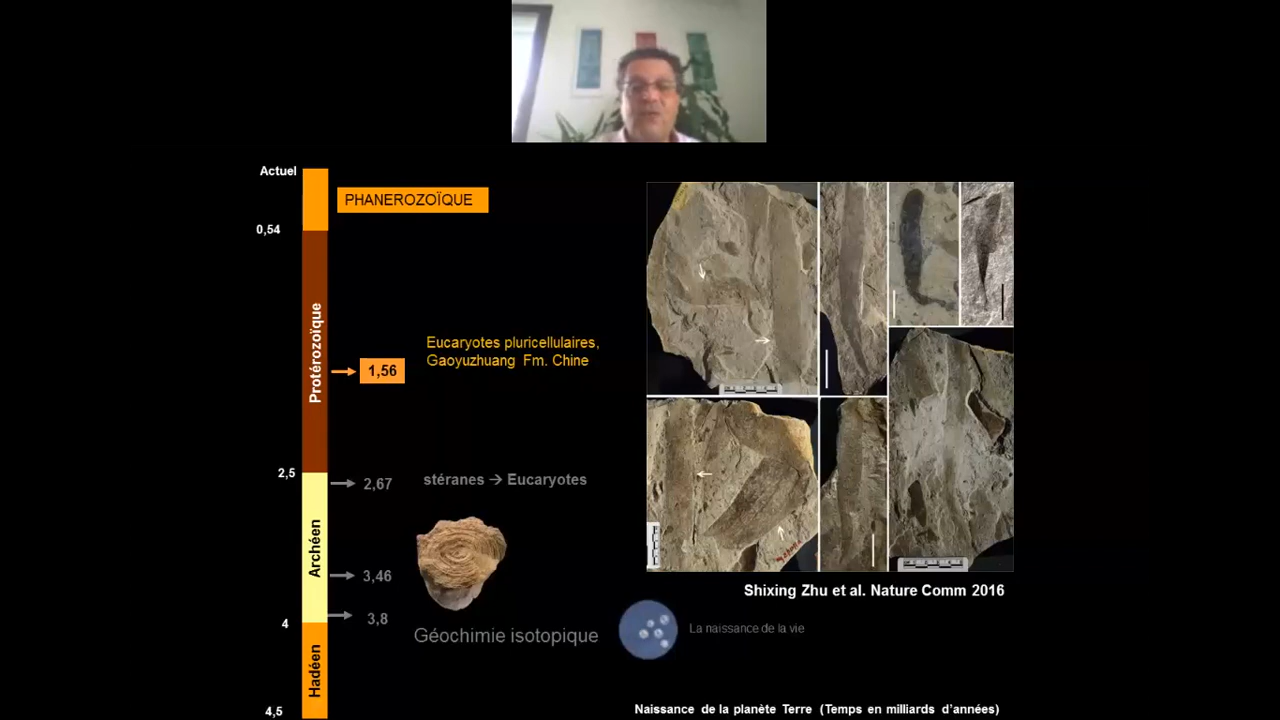 Actuel
PHANEROZOÏQUE
0,54
Protérozoïque
Eucaryotes pluricellulaires,
Gaoyuzhuang Fm. Chine
1,56
2,5
2,67
stéranes → Eucaryotes
Archéen
3,46
3,8
Shixing Zhu et al. Nature Comm 2016
4
Géochimie isotopique
La naissance de la vie
Hadéen
4,5
Naissance de la planète Terre (Temps en milliards d'années)